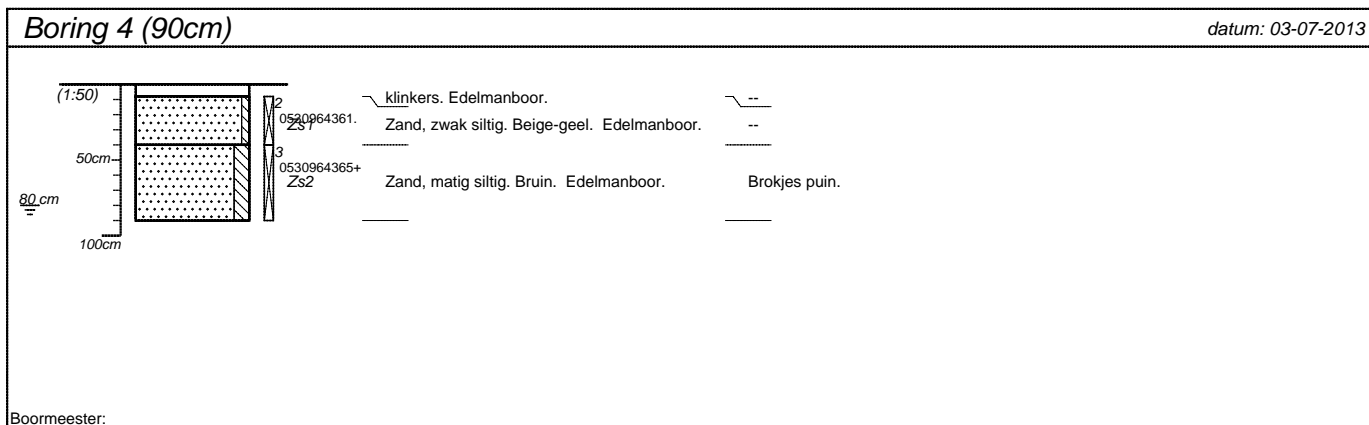 Boring 4 (90cm) datum: 03-07-2013
(1:50) klinkers. Edelmanboor. --
2
0530964361.
Zs1 Zand, zwak siltig. Beige-geel. Edelmanboor. --
50cm 3
0530964365+
Zs2 Zand, matig siltig. Bruin. Edelmanboor. Brokjes puin.
80 cm
100cm
Boormeester: